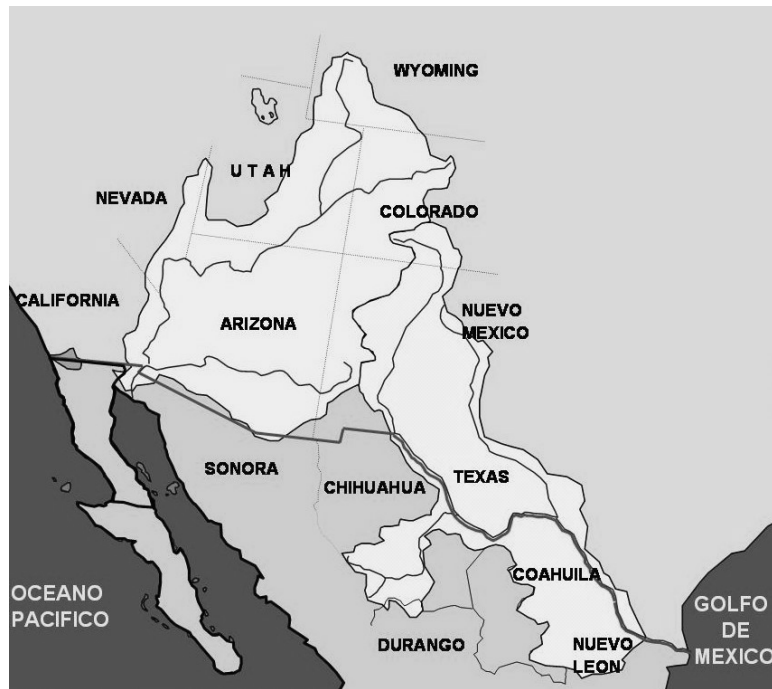 WYOMING
U T A H
NEVADA
COLORADO
CALIFORNIA
ARIZONA
NUEVO
MEXICO
SONORA
CHIHUAHUA
TEXAS
COAHUILA
OCEANO
PACIFICO
GOLFO
DE
MEXICO
DURANGO
NUEVO
LEON